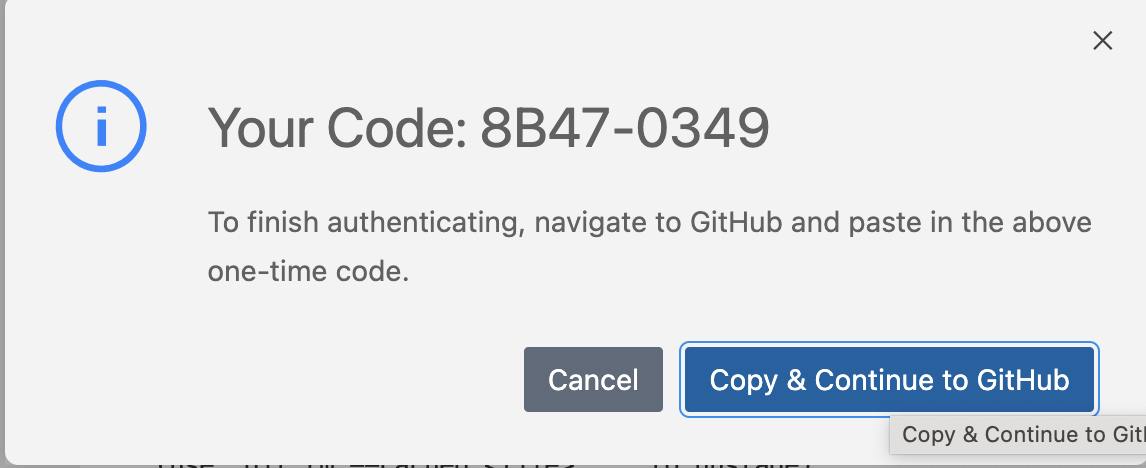 Your Code: 8B47-0349
To finish authenticating, navigate to GitHub and paste in the above
one-time code.
Cancel
Copy & Continue to GitHub
Copy & Continue to